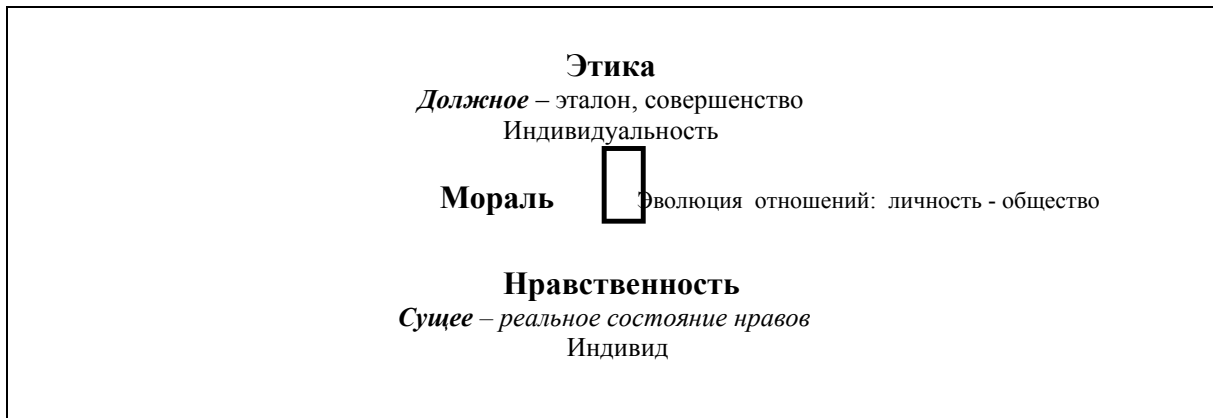 Этика
Должное – эталон, совершенство
Индивидуальность
Мораль Эволюция отношений: личность - общество
Нравственность
Сущее – реальное состояние нравов
Индивид